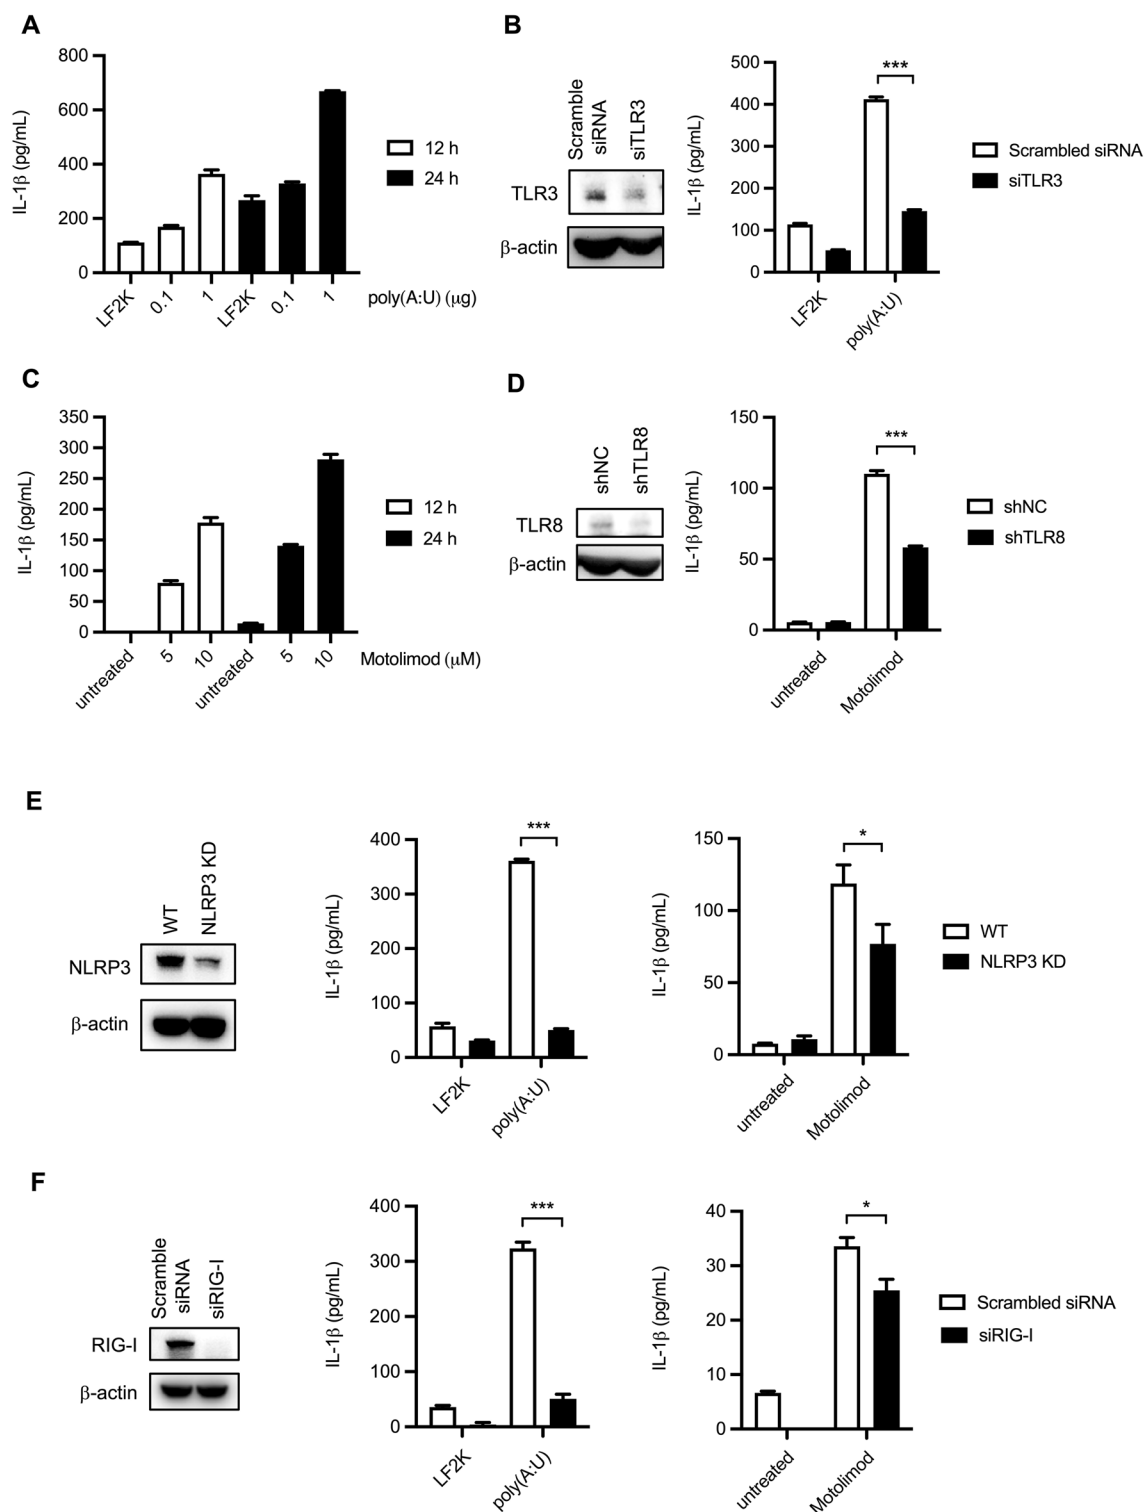 A
IL-1β (pg/mL)
800
600
400
200
0
LF2K
0.1
1
LF2K
0.1
1
poly(A:U) (μg)
12 h
24 h
B
Scramble
siRNA
siTLR3
TLR3
β-actin
IL-1β (pg/mL)
500
400
300
200
100
0
***
LF2K
poly(A:U)
Scrambled siRNA
siTLR3
C
IL-1β (pg/mL)
350
300
250
200
150
100
50
0
untreated
5
10
untreated
5
10
Motolimod (μM)
12 h
24 h
D
shNC
shTLR8
TLR8
β-actin
IL-1β (pg/mL)
150
100
50
0
***
untreated
Motolimod
shNC
shTLR8
E
WT
NLRP3 KD
NLRP3
β-actin
IL-1β (pg/mL)
400
300
200
100
0
***
LF2K
poly(A:U)
IL-1β (pg/mL)
150
100
50
0
*
untreated
Motolimod
WT
NLRP3 KD
F
Scramble
siRNA
siRIG-I
RIG-I
β-actin
IL-1β (pg/mL)
400
300
200
100
0
***
LF2K
poly(A:U)
IL-1β (pg/mL)
40
30
20
10
0
*
untreated
Motolimod
Scrambled siRNA
siRIG-I